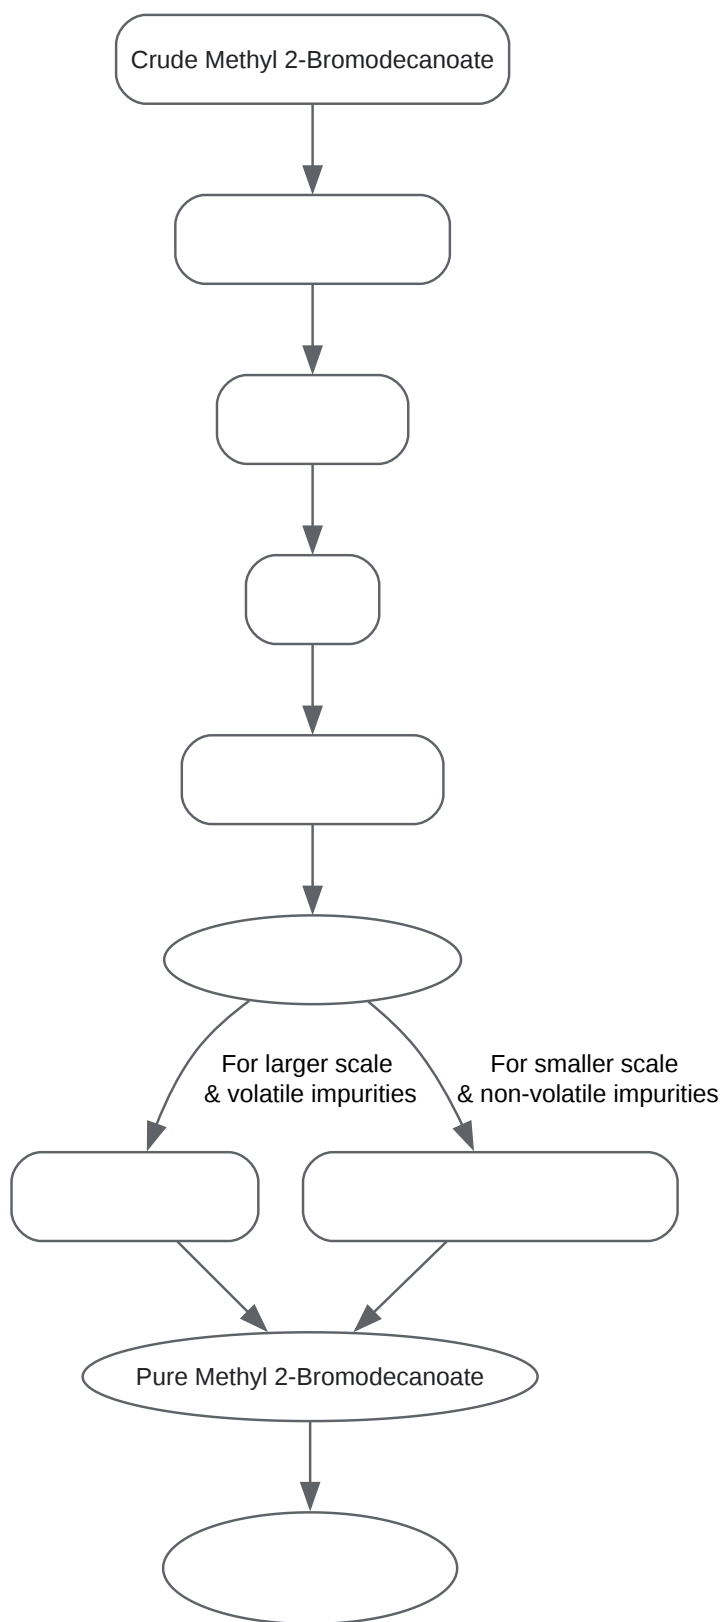 Crude Methyl 2-Bromodecanoate
For larger scale
& volatile impurities
For smaller scale
& non-volatile impurities
Pure Methyl 2-Bromodecanoate